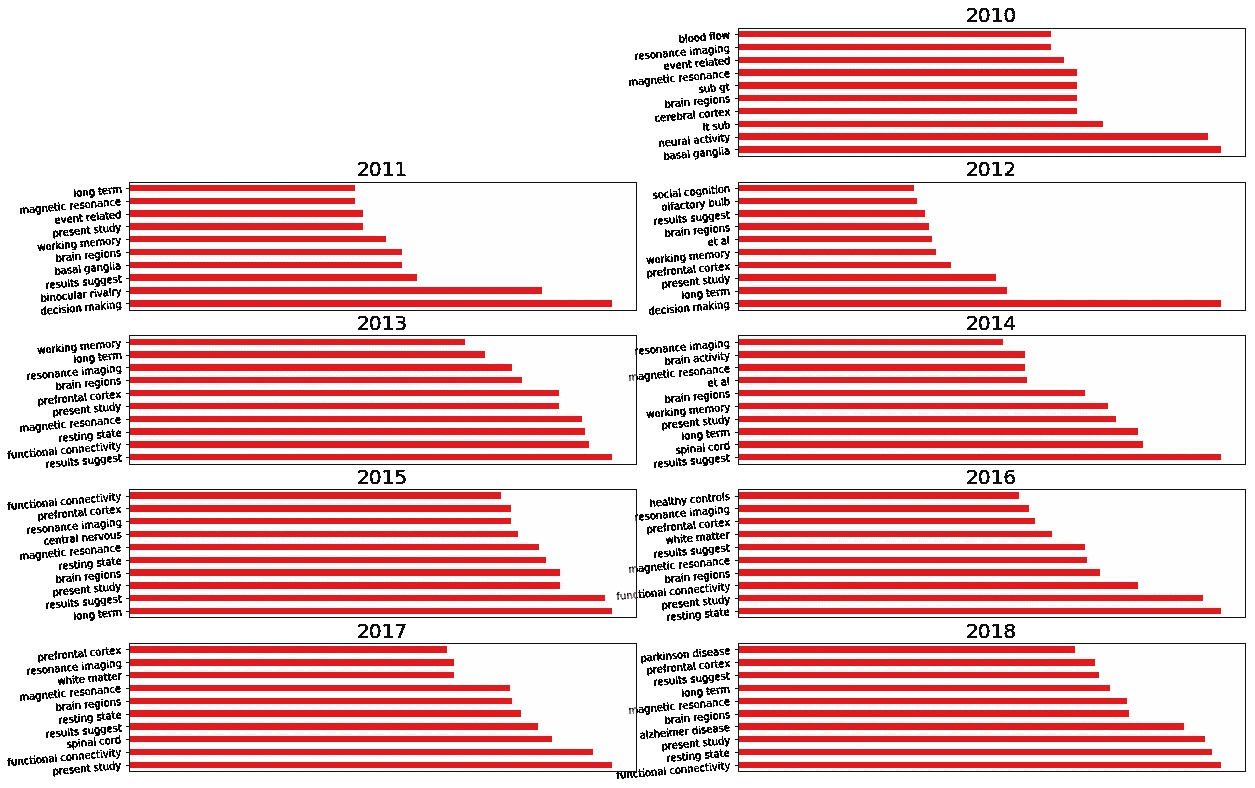 2010
blood flow
resonance imaging
event related
magnetic resonance
sub gt
brain regions
cerebral cortex
lt sub
neural activity
basal ganglia
2011
long term
magnetic resonance
event related
present study
working memory
brain regions
basal ganglia
results suggest
binocular rivalry
decision making
2012
social cognition
olfactory bulb
results suggest
brain regions
et al
working memory
prefrontal cortex
present study
long term
decision making
2013
working memory
long term
resonance imaging
brain regions
prefrontal cortex
present study
magnetic resonance
resting state
functional connectivity
results suggest
2014
resonance imaging
brain activity
magnetic resonance
et al
brain regions
working memory
present study
long term
spinal cord
results suggest
2015
functional connectivity
prefrontal cortex
resonance imaging
central nervous
magnetic resonance
resting state
brain regions
present study
results suggest
long term
2016
healthy controls
resonance imaging
prefrontal cortex
white matter
results suggest
magnetic resonance
brain regions
functional connectivity
present study
resting state
2017
prefrontal cortex
resonance imaging
white matter
magnetic resonance
brain regions
resting state
results suggest
spinal cord
functional connectivity
present study
2018
parkinson disease
prefrontal cortex
results suggest
long term
magnetic resonance
brain regions
alzheimer disease
present study
resting state
functional connectivity